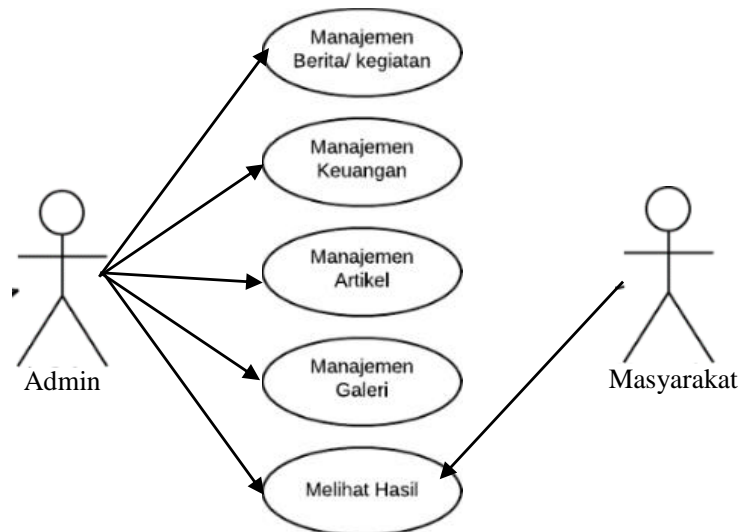 Manajemen
Berita/ kegiatan
Manajemen
Keuangan
Manajemen
Artikel
Manajemen
Galeri
Melihat Hasil
Admin
Masyarakat